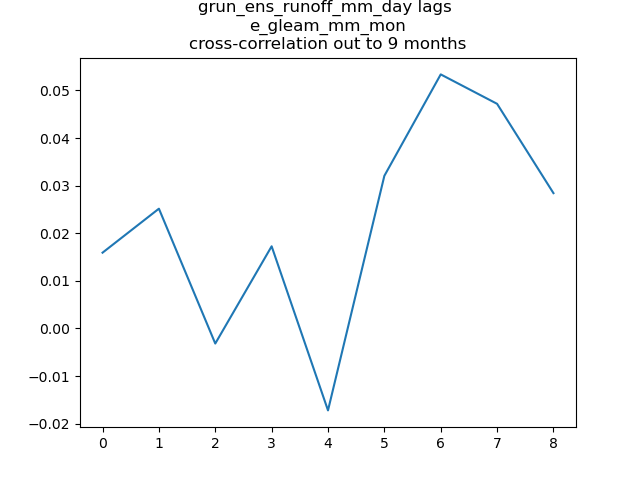 grun_ens_runoff_mm_day lags
e_gleam_mm_mon
cross-correlation out to 9 months
0.05
0.04
0.03
0.02
0.01
0.00
−0.01
−0.02
0 1 2 3 4 5 6 7 8